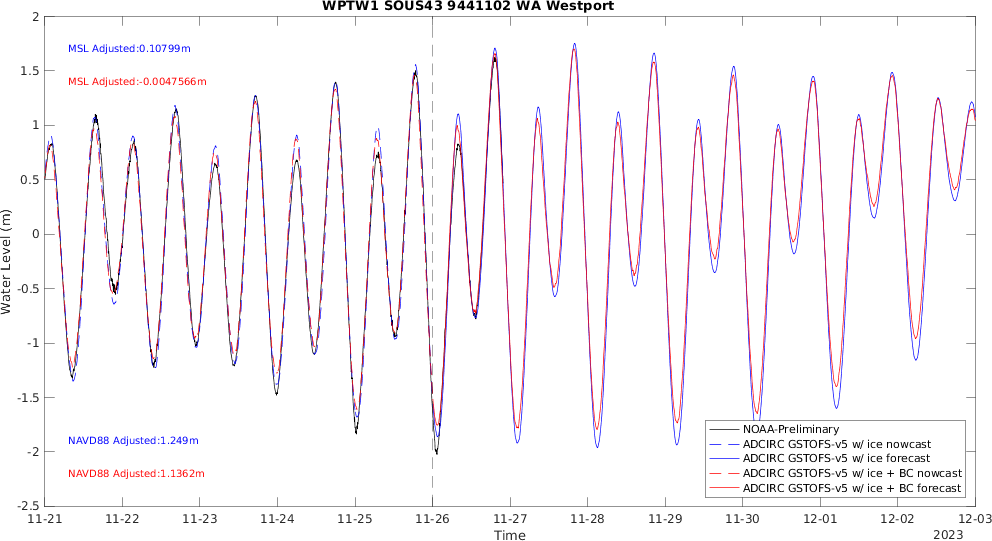 WPTW1 SOUS43 9441102 WA Westport
2
1.5
1
0.5
0
-0.5
-1
-1.5
-2
-2.5
Water Level (m)
MSL Adjusted:0.10799m
MSL Adjusted:-0.0047566m
NAVD88 Adjusted:1.249m
NAVD88 Adjusted:1.1362m
NOAA-Preliminary
ADCIRC GSTOFS-v5 w/ ice nowcast
ADCIRC GSTOFS-v5 w/ ice forecast
ADCIRC GSTOFS-v5 w/ ice + BC nowcast
ADCIRC GSTOFS-v5 w/ ice + BC forecast
11-21 11-22 11-23 11-24 11-25 11-26 11-27 11-28 11-29 11-30 12-01 12-02 12-03
Time
2023